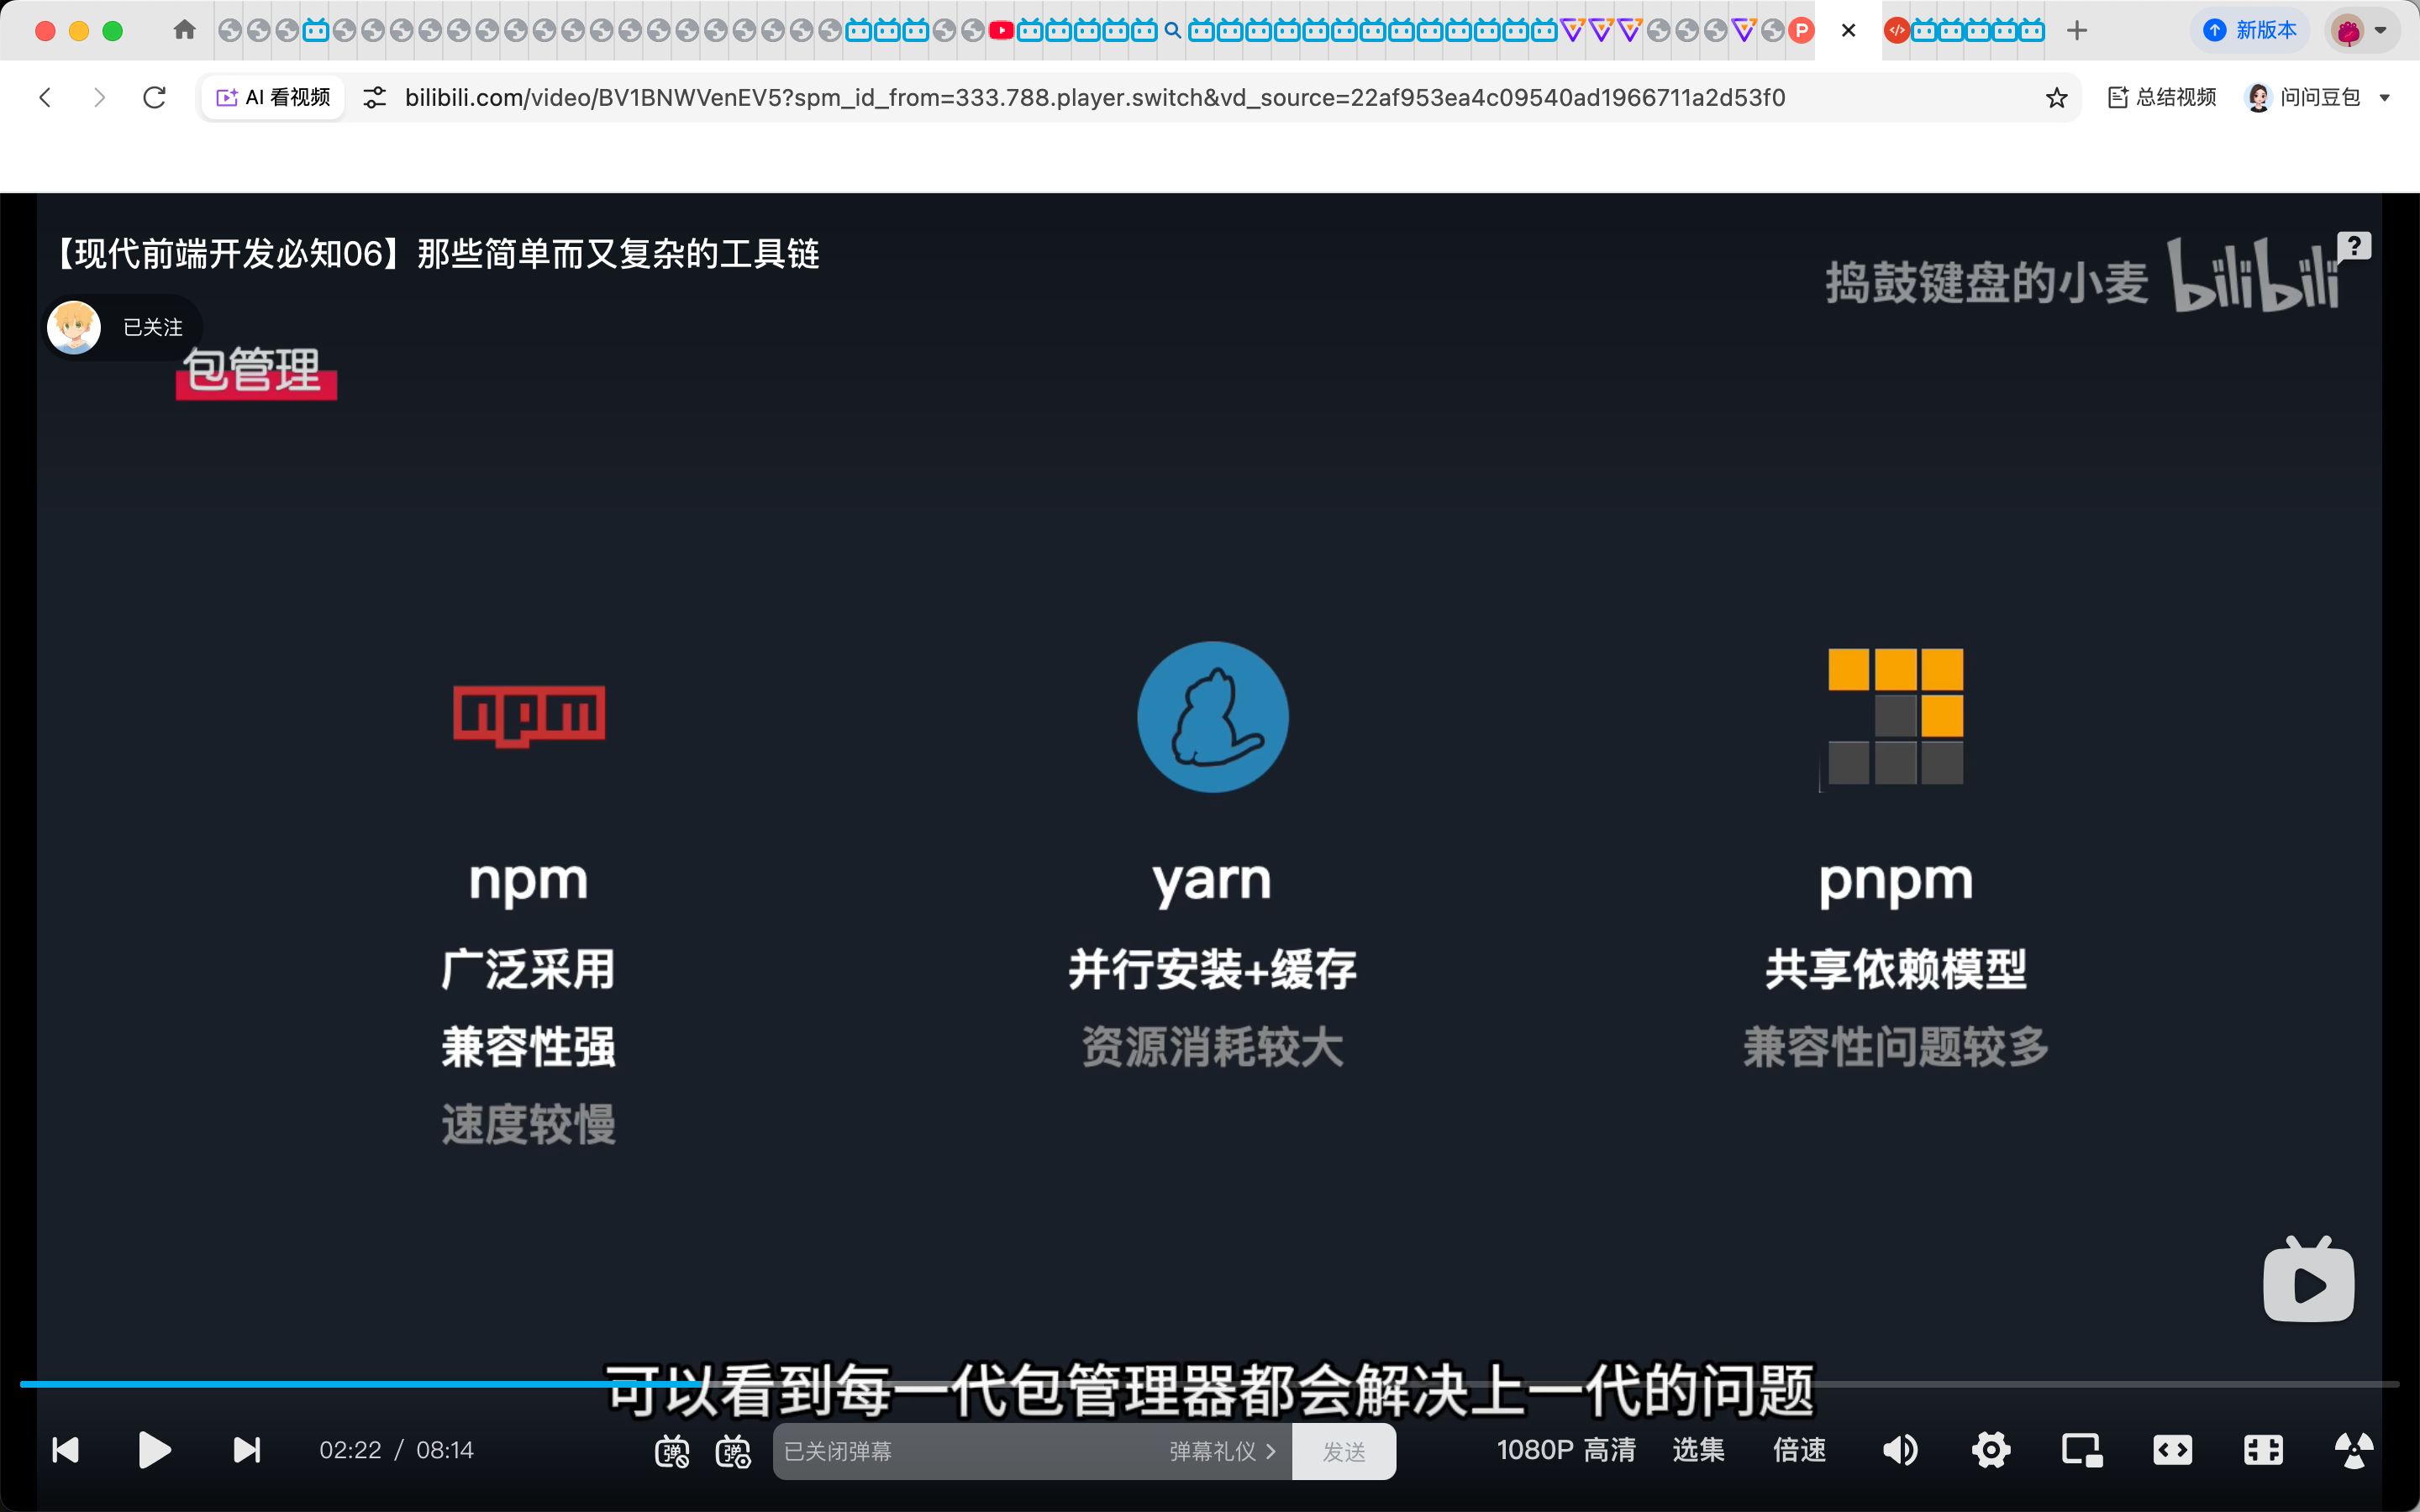 新版本
AI 看视频
bilibili.com/video/BV1BNWVenEV5?spm_id_from=333.788.player.switch&vd_source=22af953ea4c09540ad1966711a2d53f0
总结视频
问问豆包
【现代前端开发必知06】那些简单而又复杂的工具链
捣鼓键盘的小麦 bilibili
已关注
包管理
npm
npm
yarn
pnpm
广泛采用
并行安装+缓存
共享依赖模型
兼容性强
资源消耗较大
兼容性问题较多
速度较慢
可以看到每一代包管理器都会解决上一代的问题
02:22 / 08:14
弹
弹
已关闭弹幕
弹幕礼仪
发送
1080P 高清
选集
倍速